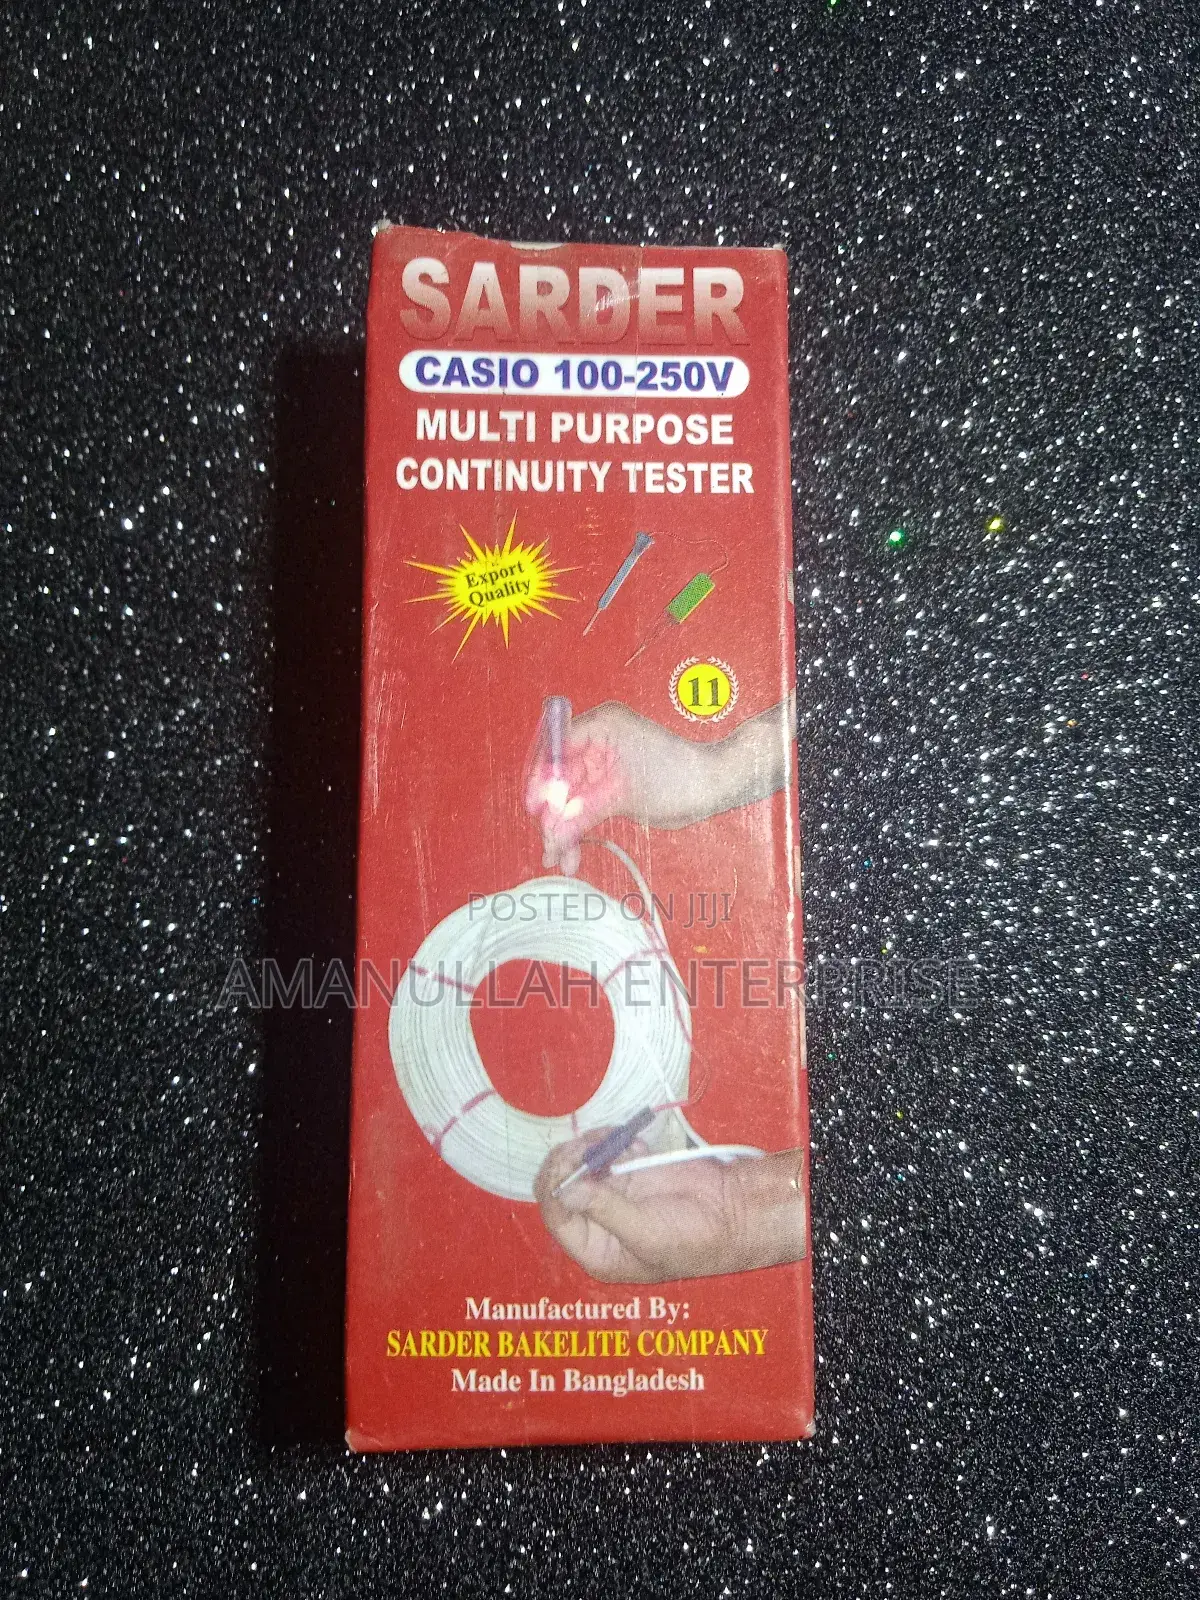 SARDER
CASIO 100-250V
MULTI PURPOSE
CONTINUITY TESTER
Export
Quality
11
POSTED ON JIJI
AMANULLAH ENTERPRISE
Manufactured By:
SARDER BAKELITE COMPANY
Made In Bangladesh